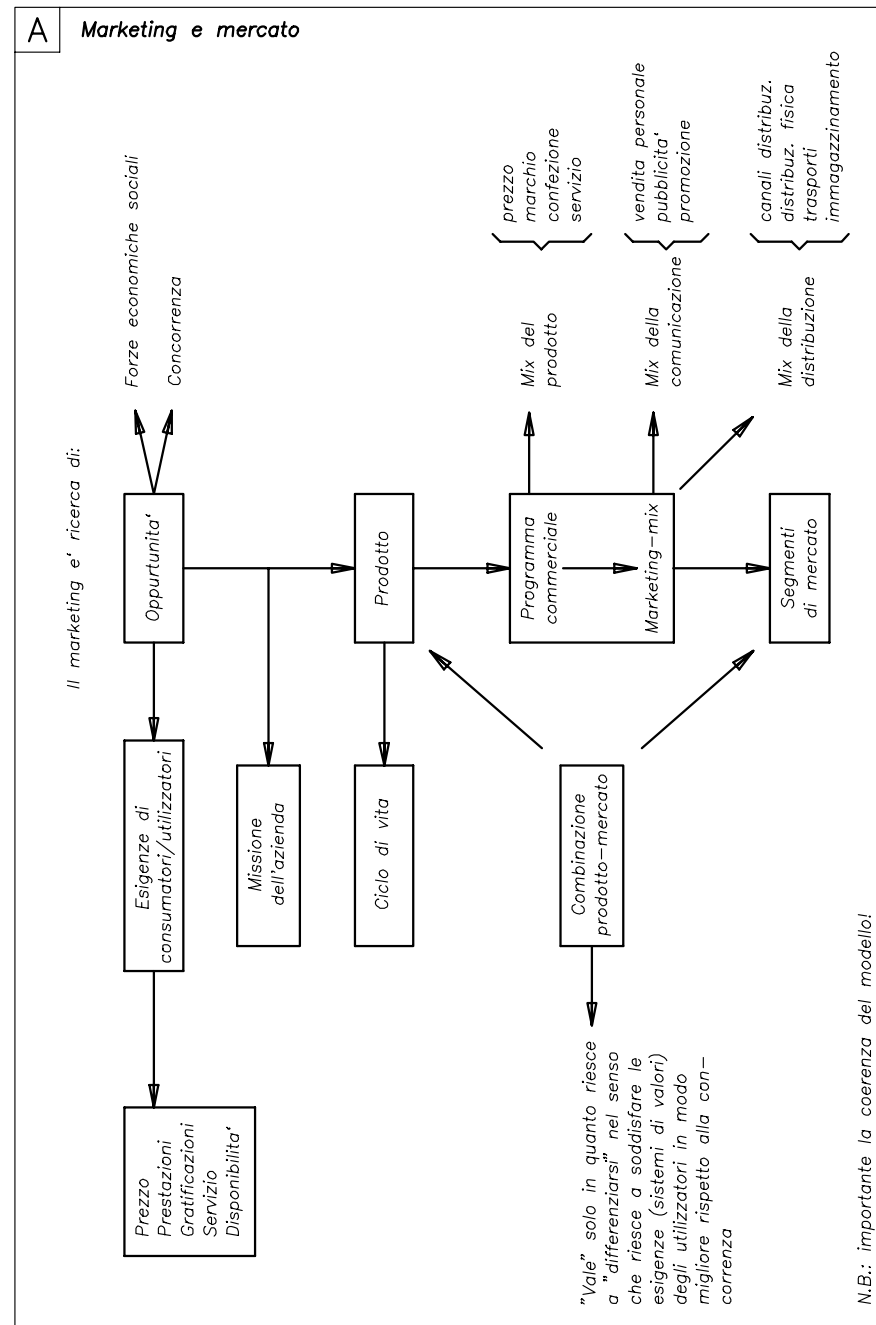 A
Marketing e mercato
Il marketing e' ricerca di:
Prezzo
Prestazioni
Gratificazioni
Servizio
Disponibilita'
Esigenze di
consumatori/utilizzatori
Oppurtunita'
Forze economiche sociali
Concorrenza
Missione
dell'azienda
Ciclo di vita
Prodotto
"Vale" solo in quanto riesce
a "differenziarsi" nel senso
che riesce a soddisfare le
esigenze (sistemi di valori)
degli utilizzatori in modo
migliore rispetto alla con-
correnza
Combinazione
prodotto-mercato
Programma
commerciale
Marketing-mix
Mix del
prodotto
prezzo
marchio
confezione
servizio
Mix della
comunicazione
vendita personale
pubblicita'
promozione
Segmenti
di mercato
Mix della
distribuzione
canali distribuz.
distribuz. fisica
trasporti
immagazzinamento
N.B.: importante la coerenza del modello!